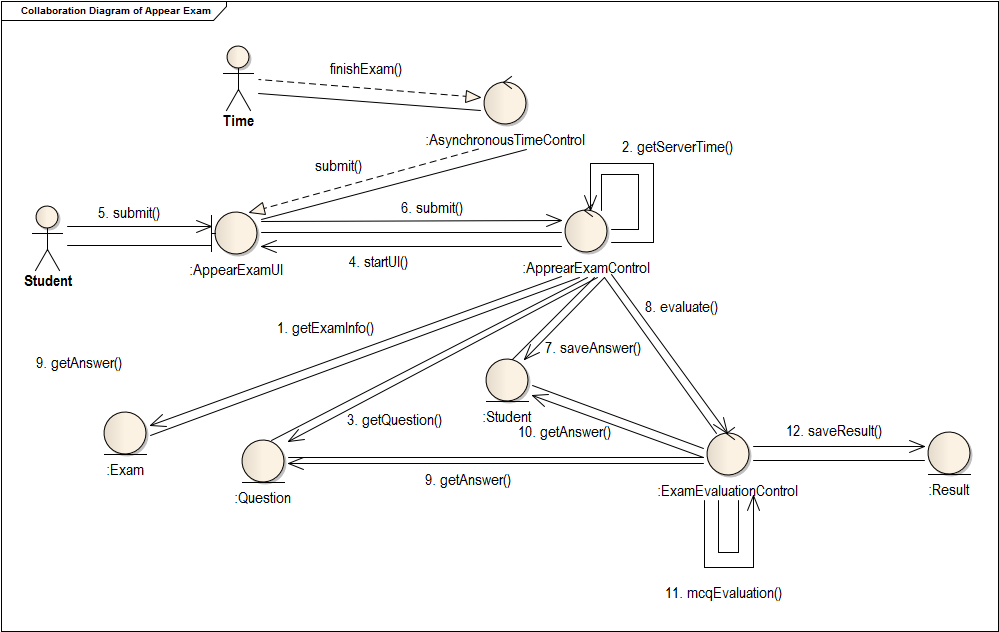 Collaboration Diagram of Appear Exam
finishExam()
Time
:AsynchronousTimeControl
2. getServerTime()
submit()
5. submit()
6. submit()
:AppearExamUI
4. startUI()
:ApprearExamControl
Student
1. getExamInfo()
8. evaluate()
9. getAnswer()
7. saveAnswer()
:Student
3. getQuestion()
10. getAnswer()
12. saveResult()
:Exam
9. getAnswer()
:Question
:ExamEvaluationControl
:Result
11. mcqEvaluation()